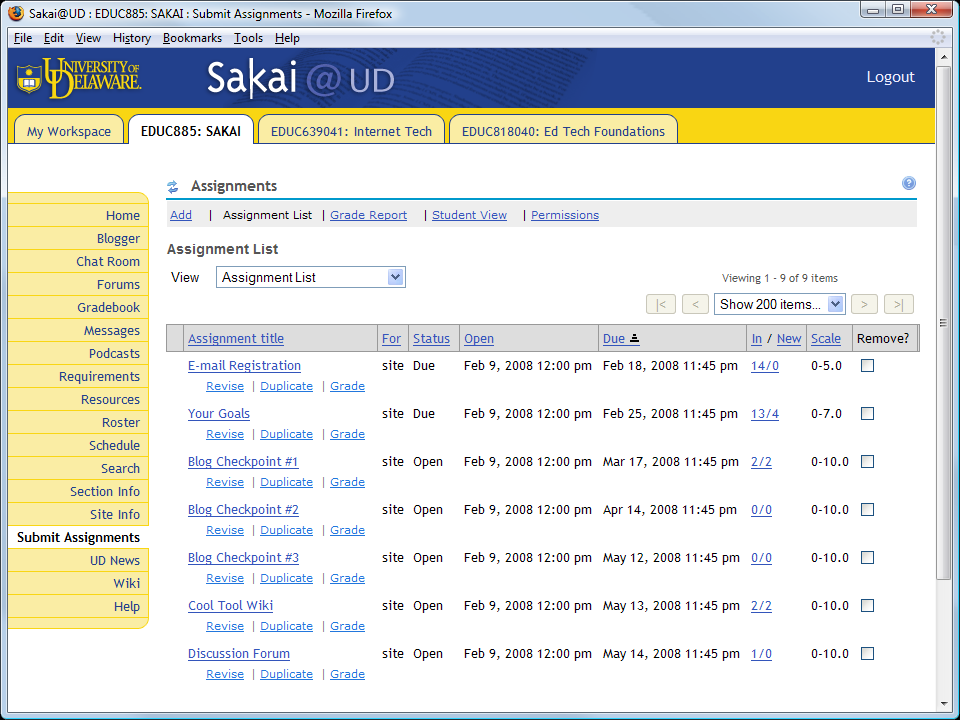 Sakai@UD : EDUC885: SAKAI : Submit Assignments - Mozilla Firefox
File Edit View History Bookmarks Tools Help
UNIVERSITY OF DELAWARE.
Sakai @ UD
Logout
My Workspace
EDUC885: SAKAI
EDUC639041: Internet Tech
EDUC818040: Ed Tech Foundations
Home
Blogger
Chat Room
Forums
Gradebook
Messages
Podcasts
Requirements
Resources
Roster
Schedule
Search
Section Info
Site Info
Submit Assignments
UD News
Wiki
Help
Assignments ?
Add | Assignment List | Grade Report | Student View | Permissions
Assignment List
View Assignment List
Viewing 1 - 9 of 9 items
|< < Show 200 items... > >|
Assignment title For Status Open Due In / New Scale Remove?
E-mail Registration site Due Feb 9, 2008 12:00 pm Feb 18, 2008 11:45 pm 14/0 0-5.0
Revise | Duplicate | Grade
Your Goals site Due Feb 9, 2008 12:00 pm Feb 25, 2008 11:45 pm 13/4 0-7.0
Revise | Duplicate | Grade
Blog Checkpoint #1 site Open Feb 9, 2008 12:00 pm Mar 17, 2008 11:45 pm 2/2 0-10.0
Revise | Duplicate | Grade
Blog Checkpoint #2 site Open Feb 9, 2008 12:00 pm Apr 14, 2008 11:45 pm 0/0 0-10.0
Revise | Duplicate | Grade
Blog Checkpoint #3 site Open Feb 9, 2008 12:00 pm May 12, 2008 11:45 pm 0/0 0-10.0
Revise | Duplicate | Grade
Cool Tool Wiki site Open Feb 9, 2008 12:00 pm May 13, 2008 11:45 pm 2/2 0-10.0
Revise | Duplicate | Grade
Discussion Forum site Open Feb 9, 2008 12:00 pm May 14, 2008 11:45 pm 1/0 0-10.0
Revise | Duplicate | Grade